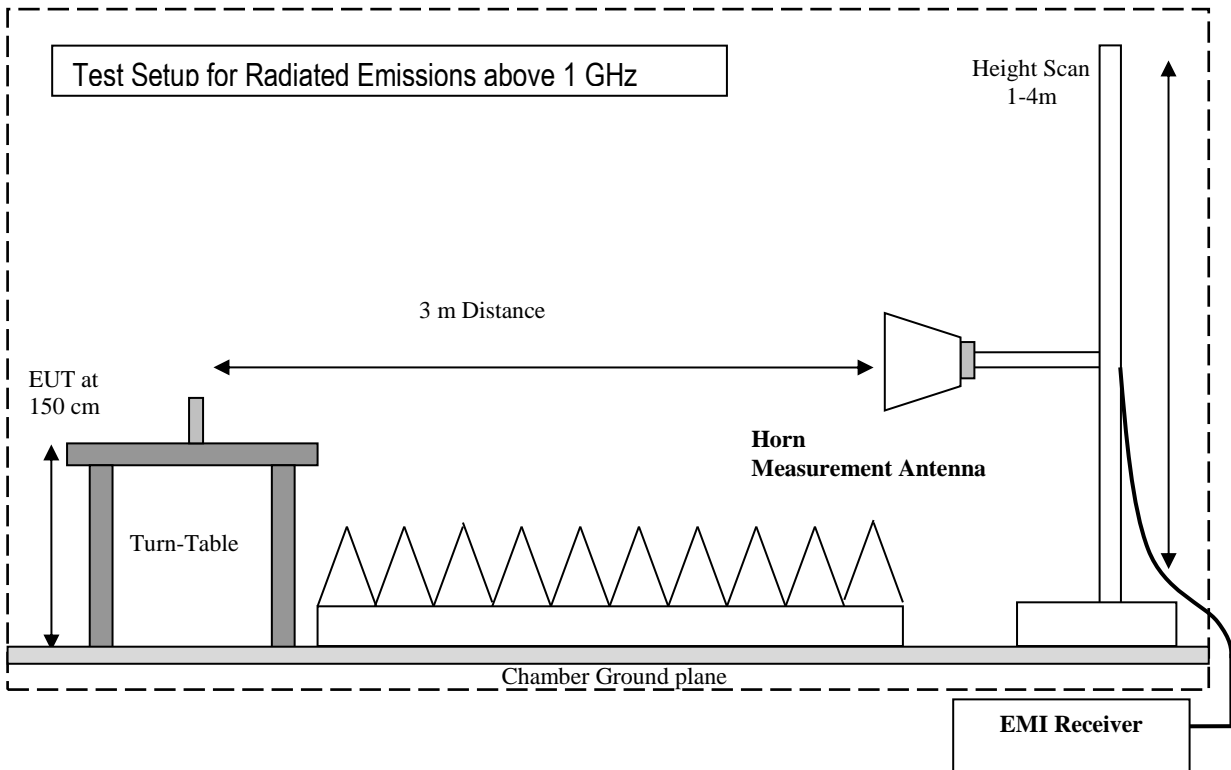 Test Setup for Radiated Emissions above 1 GHz
Height Scan
1-4m
3 m Distance
EUT at
150 cm
Horn
Measurement Antenna
Turn-Table
Chamber Ground plane
EMI Receiver